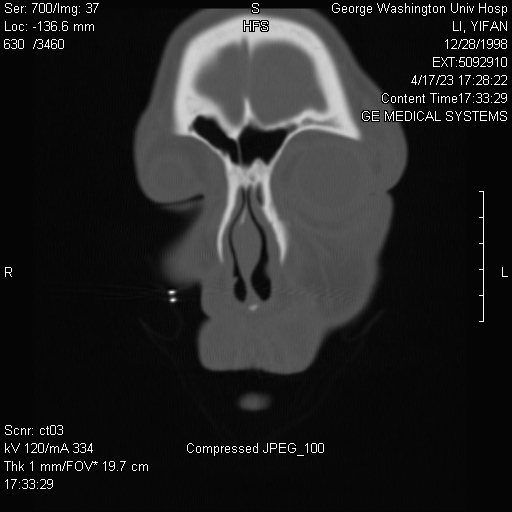 Ser: 700/Img: 37
Loc: -136.6 mm
630 /3460
S
HFS
George Washington Univ Hosp
LI, YIFAN
12/28/1998
EXT:5092910
4/17/23 17:28:22
Content Time17:33:29
GE MEDICAL SYSTEMS
R
L
Scnr: ct03
kV 120/mA 334
Thk 1 mm/FOV* 19.7 cm
17:33:29
Compressed JPEG_100